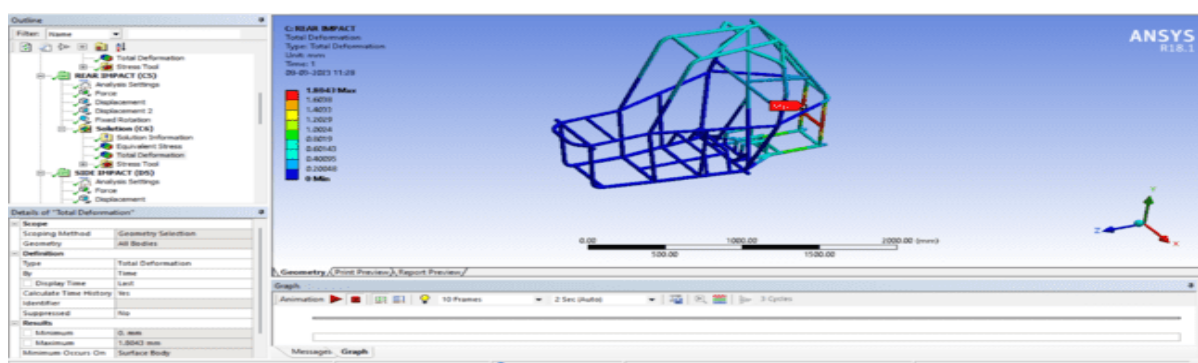 Outline
Filter: Name
Total Deformation
Stress Tool
REAR IMPACT (C5)
Analysis Settings
Force
Displacement
Displacement 2
Fixed Rotation
Solution (C6)
Solution Information
Equivalent Stress
Total Deformation
Stress Tool
SIDE IMPACT (D5)
Analysis Settings
Force
Displacement
Details of "Total Deformation"
Scope
Scoping Method Geometry Selection
Geometry All Bodies
Definition
Type Total Deformation
By Time
Display Time Last
Calculate Time History Yes
Identifier
Suppressed No
Results
Minimum 0. mm
Maximum 1.8043 mm
Minimum Occurs On Surface Body
C: REAR IMPACT
Total Deformation
Type: Total Deformation
Unit: mm
Time: 1
09-05-2023 11:28
1.8043 Max
1.6038
1.4033
1.2029
1.0024
0.8019
0.60143
0.40095
0.20048
0 Min
ANSYS
R18.1
0.00 1000.00 2000.00 (mm)
500.00 1500.00
Y
Z
X
Geometry Print Preview Report Preview
Graph
Animation 10 Frames 2 Sec (Auto) 3 Cycles
Messages Graph